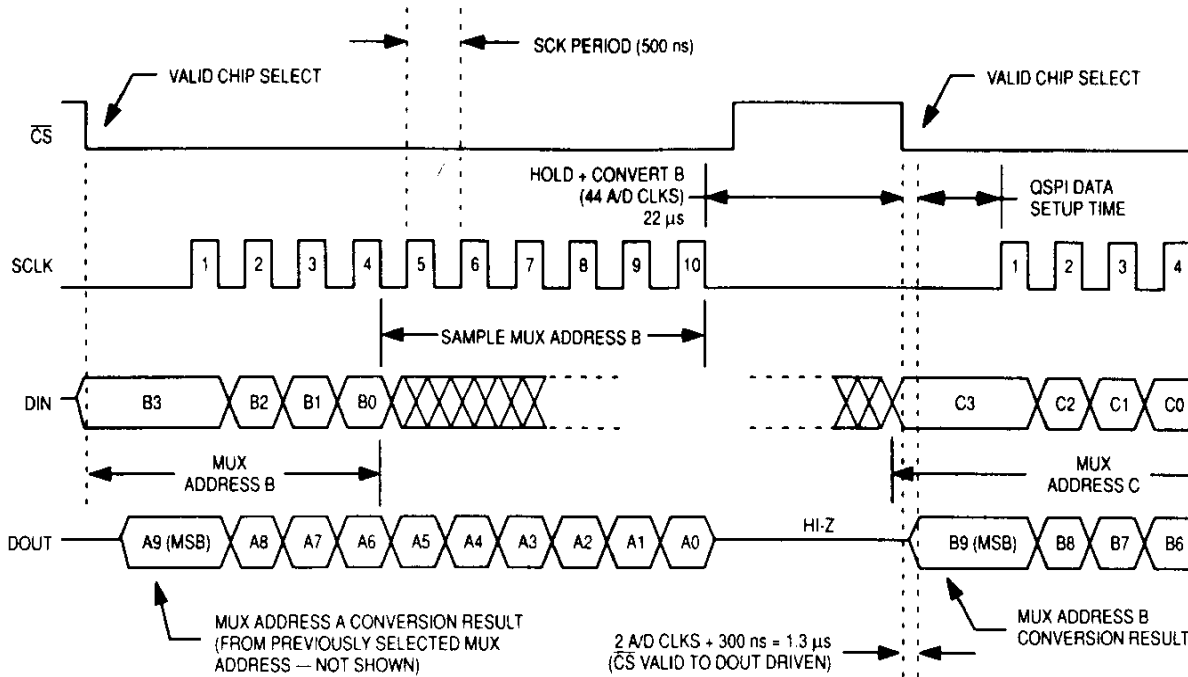 SCK PERIOD (500 ns)
VALID CHIP SELECT
VALID CHIP SELECT
CS
HOLD + CONVERT B
(44 A/D CLKS)
22 µs
QSPI DATA
SETUP TIME
SCLK
1 2 3 4 5 6 7 8 9 10 1 2 3 4
SAMPLE MUX ADDRESS B
DIN
B3 B2 B1 B0 C3 C2 C1 C0
MUX
ADDRESS B
MUX
ADDRESS C
DOUT
A9 (MSB) A8 A7 A6 A5 A4 A3 A2 A1 A0 HI-Z B9 (MSB) B8 B7 B6
MUX ADDRESS A CONVERSION RESULT
(FROM PREVIOUSLY SELECTED MUX
ADDRESS — NOT SHOWN)
2 A/D CLKS + 300 ns = 1.3 µs
(CS VALID TO DOUT DRIVEN)
MUX ADDRESS B
CONVERSION RESULT